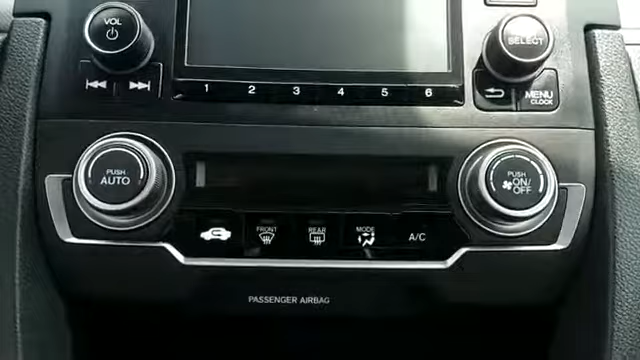 VOL
SELECT
1 2 3 4 5 6
MENU
CLOCK
PUSH
AUTO
PUSH
ON/
OFF
FRONT REAR MODE A/C
PASSENGER AIRBAG